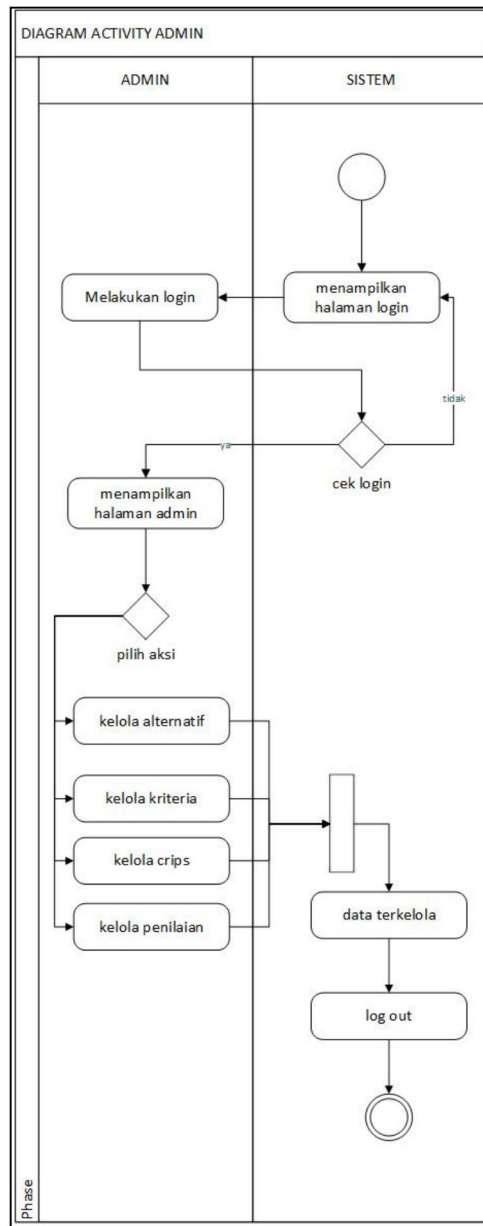 DIAGRAM ACTIVITY ADMIN
ADMIN
SISTEM
menampilkan
halaman login
Melakukan login
tidak
ya
cek login
menampilkan
halaman admin
pilih aksi
kelola alternatif
kelola kriteria
kelola crips
kelola penilaian
data terkelola
log out
Phase